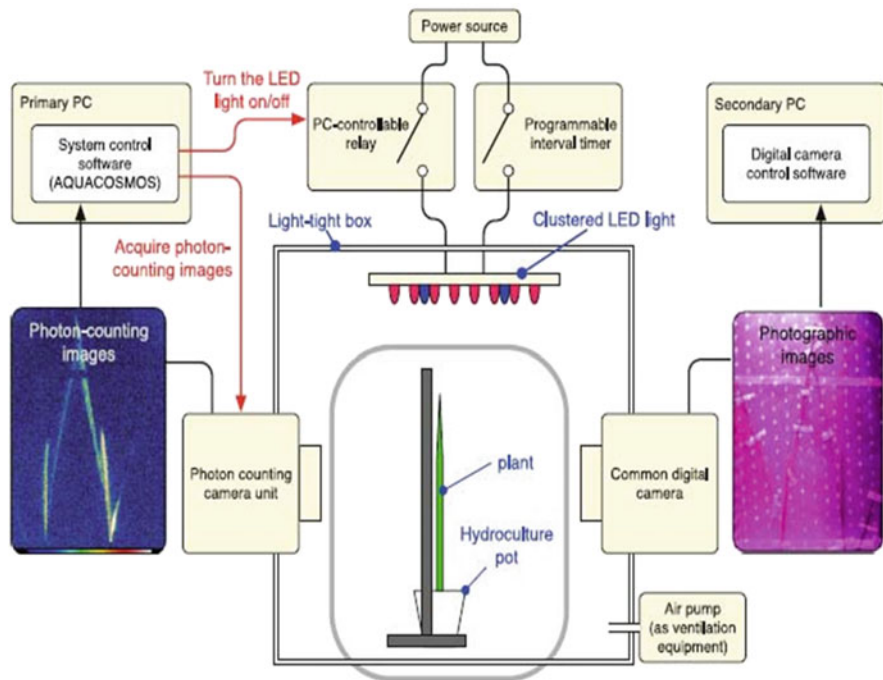 Power source
Primary PC
System control
software
(AQUACOSMOS)
Turn the LED
light on/off
PC-controllable
relay
Programmable
interval timer
Secondary PC
Digital camera
control software
Acquire photon-
counting images
Light-tight box
Clustered LED light
Photon-counting
images
Photographic
images
Photon counting
camera unit
plant
Hydroculture
pot
Common digital
camera
Air pump
(as ventilation
equipment)